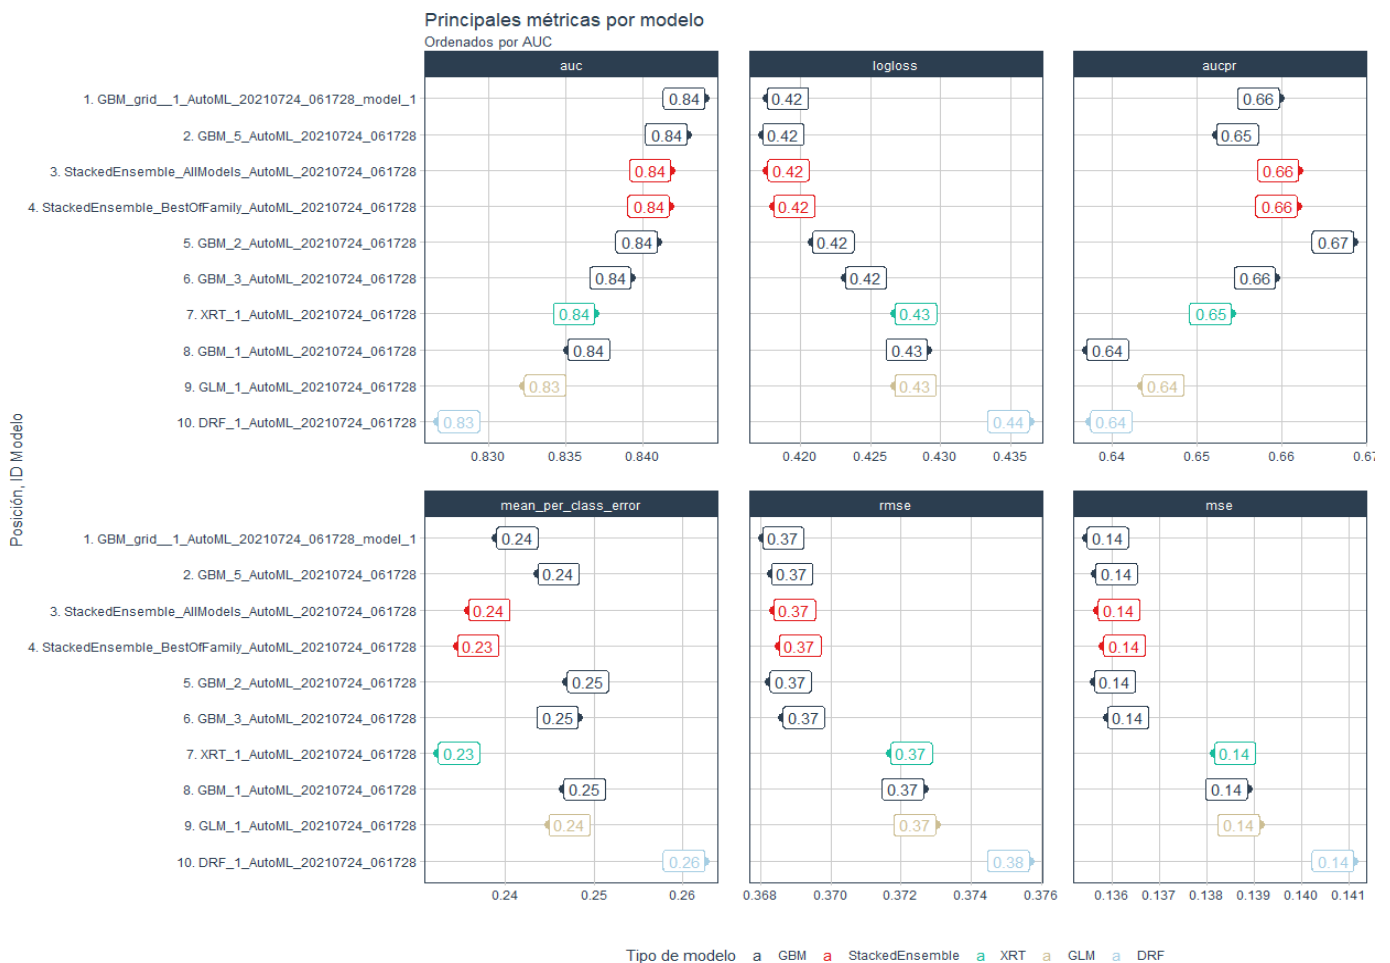 Principales métricas por modelo
Ordenados por AUC
auc logloss aucpr
1. GBM_grid__1_AutoML_20210724_061728_model_1 0.84 0.42 0.66
2. GBM_5_AutoML_20210724_061728 0.84 0.42 0.65
3. StackedEnsemble_AllModels_AutoML_20210724_061728 0.84 0.42 0.66
4. StackedEnsemble_BestOfFamily_AutoML_20210724_061728 0.84 0.42 0.66
5. GBM_2_AutoML_20210724_061728 0.84 0.42 0.67
6. GBM_3_AutoML_20210724_061728 0.84 0.42 0.66
7. XRT_1_AutoML_20210724_061728 0.84 0.43 0.65
8. GBM_1_AutoML_20210724_061728 0.84 0.43 0.64
9. GLM_1_AutoML_20210724_061728 0.83 0.43 0.64
10. DRF_1_AutoML_20210724_061728 0.83 0.44 0.64
0.830 0.835 0.840 0.420 0.425 0.430 0.435 0.64 0.65 0.66 0.67
Posición, ID Modelo
mean_per_class_error rmse mse
1. GBM_grid__1_AutoML_20210724_061728_model_1 0.24 0.37 0.14
2. GBM_5_AutoML_20210724_061728 0.24 0.37 0.14
3. StackedEnsemble_AllModels_AutoML_20210724_061728 0.24 0.37 0.14
4. StackedEnsemble_BestOfFamily_AutoML_20210724_061728 0.23 0.37 0.14
5. GBM_2_AutoML_20210724_061728 0.25 0.37 0.14
6. GBM_3_AutoML_20210724_061728 0.25 0.37 0.14
7. XRT_1_AutoML_20210724_061728 0.23 0.37 0.14
8. GBM_1_AutoML_20210724_061728 0.25 0.37 0.14
9. GLM_1_AutoML_20210724_061728 0.24 0.37 0.14
10. DRF_1_AutoML_20210724_061728 0.26 0.38 0.14
0.24 0.25 0.26 0.368 0.370 0.372 0.374 0.376 0.136 0.137 0.138 0.139 0.140 0.141
Tipo de modelo a GBM a StackedEnsemble a XRT a GLM a DRF